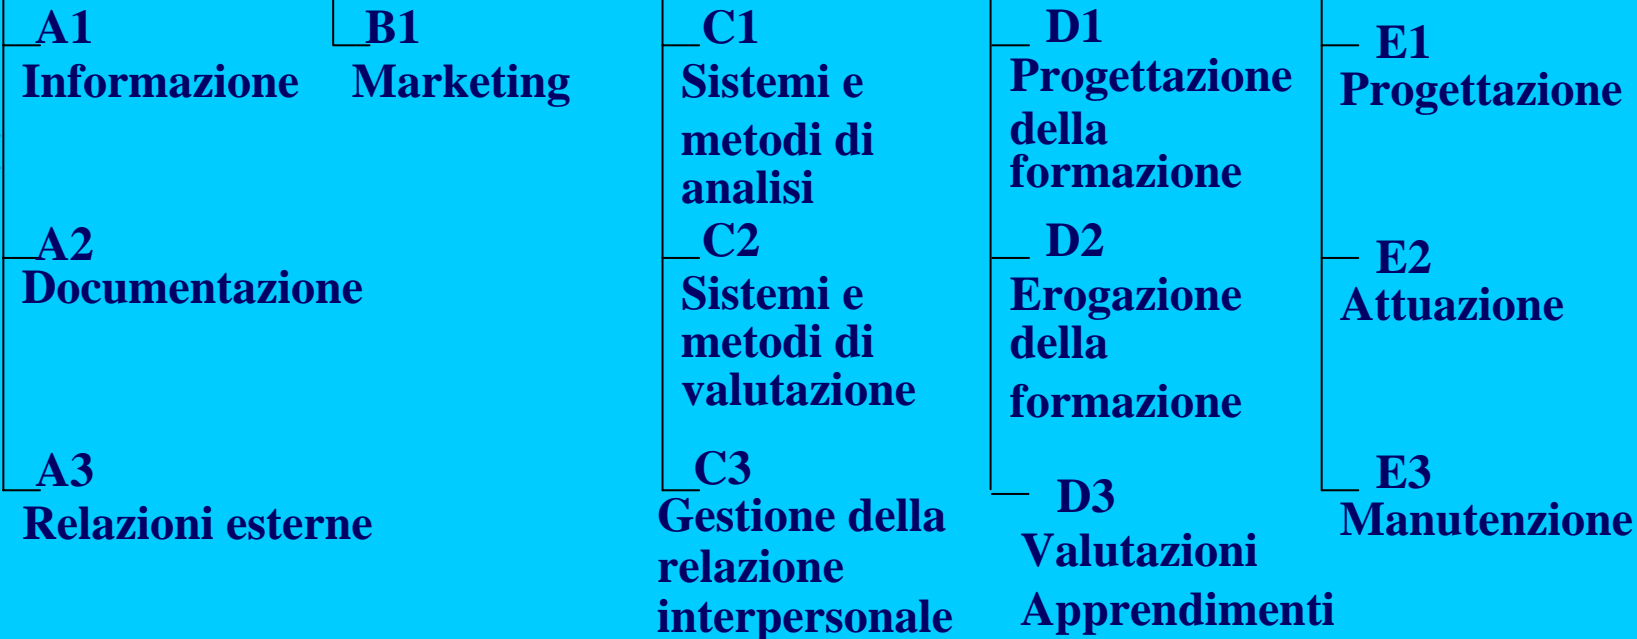 A1
Informazione
A2
Documentazione
A3
Relazioni esterne
B1
Marketing
C1
Sistemi e
metodi di
analisi
C2
Sistemi e
metodi di
valutazione
C3
Gestione della
relazione
interpersonale
D1
Progettazione
della
formazione
D2
Erogazione
della
formazione
D3
Valutazioni
Apprendimenti
E1
Progettazione
E2
Attuazione
E3
Manutenzione